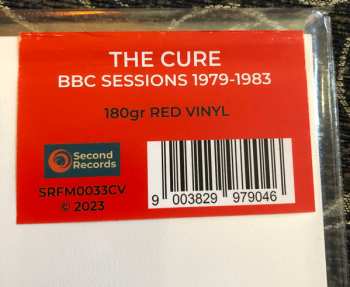 THE CURE
BBC SESSIONS 1979-1983
180gr RED VINYL
Second
Records
SRFM0033CV
© 2023
9 003829 979046